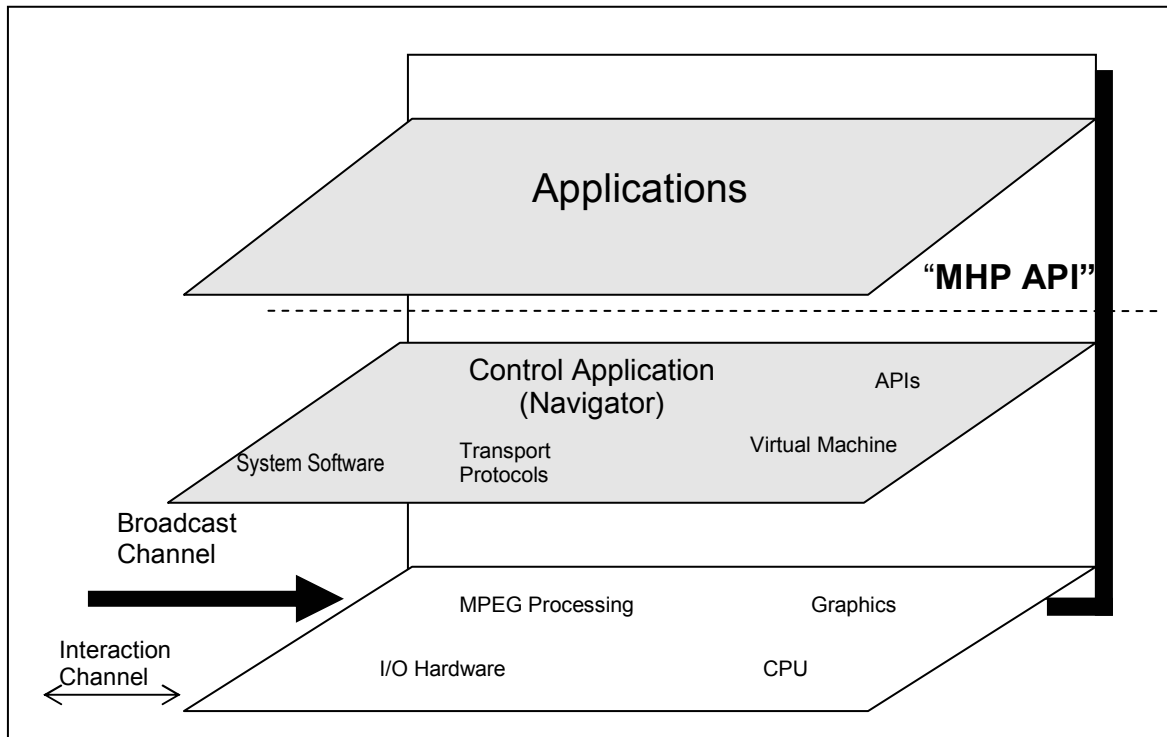 Applications
“MHP API”
Control Application
(Navigator)
APIs
System Software
Transport
Protocols
Virtual Machine
Broadcast
Channel
MPEG Processing
Graphics
Interaction
Channel
I/O Hardware
CPU